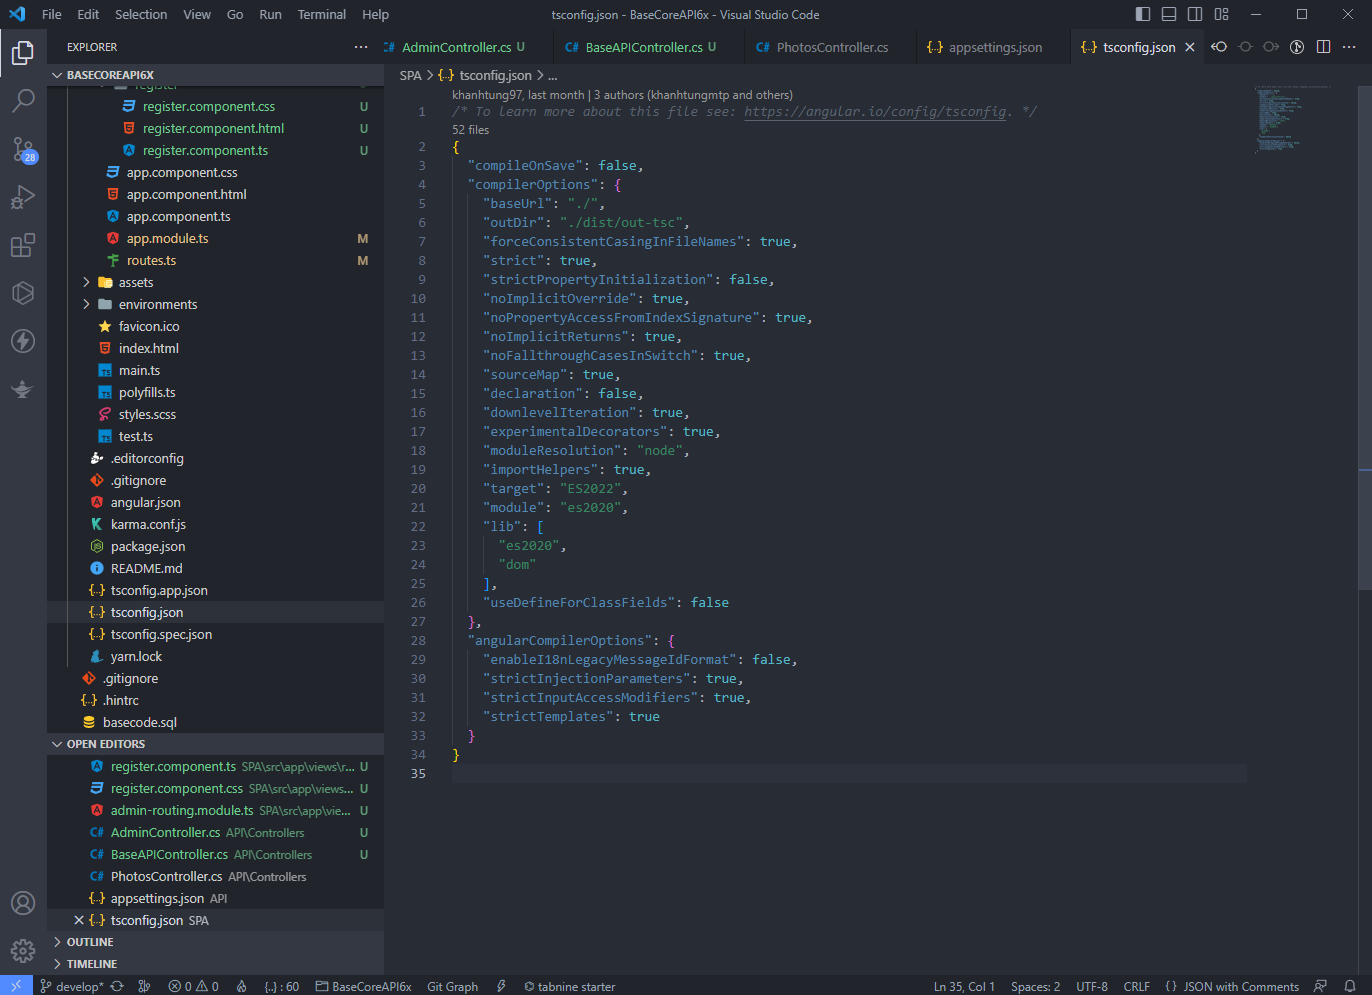 File Edit Selection View Go Run Terminal Help
tsconfig.json - BaseCoreAPI6x - Visual Studio Code
EXPLORER
AdminController.cs U
BaseAPIController.cs U
PhotosController.cs
appsettings.json
tsconfig.json
BASECOREAPI6X
register
register.component.css U
register.component.html U
register.component.ts U
app.component.css
app.component.html
app.component.ts
app.module.ts M
routes.ts M
assets
environments
favicon.ico
index.html
main.ts
polyfills.ts
styles.scss
test.ts
.editorconfig
.gitignore
angular.json
karma.conf.js
package.json
README.md
tsconfig.app.json
tsconfig.json
tsconfig.spec.json
yarn.lock
.gitignore
.hintrc
basecode.sql
OPEN EDITORS
register.component.ts SPA\src\app\views\r... U
register.component.css SPA\src\app\views... U
admin-routing.module.ts SPA\src\app\vie... U
AdminController.cs API\Controllers U
BaseAPIController.cs API\Controllers U
PhotosController.cs API\Controllers
appsettings.json API
tsconfig.json SPA
OUTLINE
TIMELINE
28
SPA > tsconfig.json > ...
khanhtung97, last month | 3 authors (khanhtungmtp and others)
1 /* To learn more about this file see: https://angular.io/config/tsconfig. */
52 files
2 {
3 "compileOnSave": false,
4 "compilerOptions": {
5 "baseUrl": "./",
6 "outDir": "./dist/out-tsc",
7 "forceConsistentCasingInFileNames": true,
8 "strict": true,
9 "strictPropertyInitialization": false,
10 "noImplicitOverride": true,
11 "noPropertyAccessFromIndexSignature": true,
12 "noImplicitReturns": true,
13 "noFallthroughCasesInSwitch": true,
14 "sourceMap": true,
15 "declaration": false,
16 "downlevelIteration": true,
17 "experimentalDecorators": true,
18 "moduleResolution": "node",
19 "importHelpers": true,
20 "target": "ES2022",
21 "module": "es2020",
22 "lib": [
23 "es2020",
24 "dom"
25 ],
26 "useDefineForClassFields": false
27 },
28 "angularCompilerOptions": {
29 "enableI18nLegacyMessageIdFormat": false,
30 "strictInjectionParameters": true,
31 "strictInputAccessModifiers": true,
32 "strictTemplates": true
33 }
34 }
35
develop* 0 0 {..} : 60 BaseCoreAPI6x Git Graph tabnine starter
Ln 35, Col 1 Spaces: 2 UTF-8 CRLF { } JSON with Comments